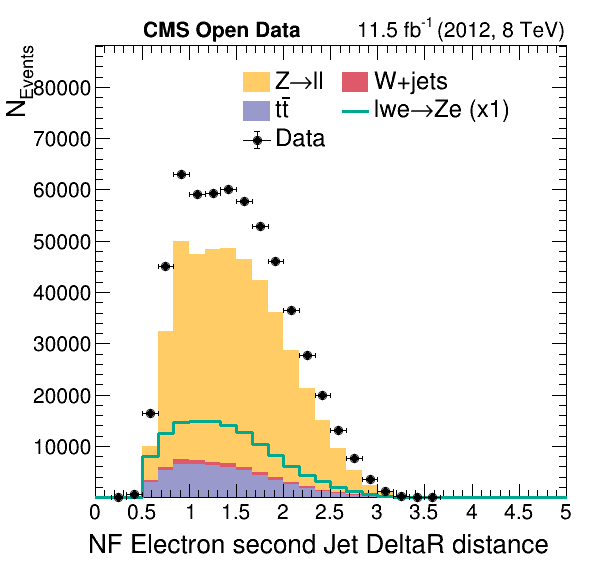 CMS Open Data 11.5 fb⁻¹ (2012, 8 TeV)
N_Events
Z→ll W+jets
tt̄ lwe→Ze (x1)
Data
80000
70000
60000
50000
40000
30000
20000
10000
0 0.5 1 1.5 2 2.5 3 3.5 4 4.5 5
NF Electron second Jet DeltaR distance